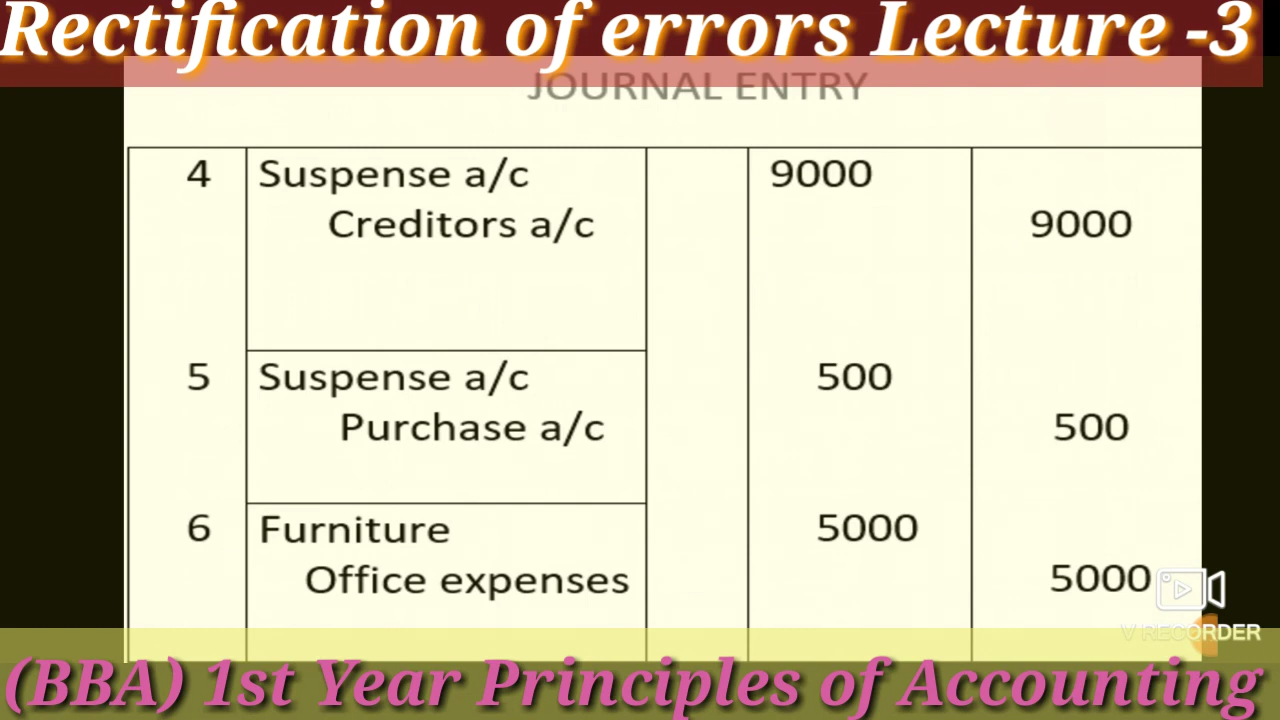 Rectification of errors Lecture -3
JOURNAL ENTRY
4 Suspense a/c 9000
Creditors a/c 9000
5 Suspense a/c 500
Purchase a/c 500
6 Furniture 5000
Office expenses 5000
V RECORDER
(BBA) 1st Year Principles of Accounting